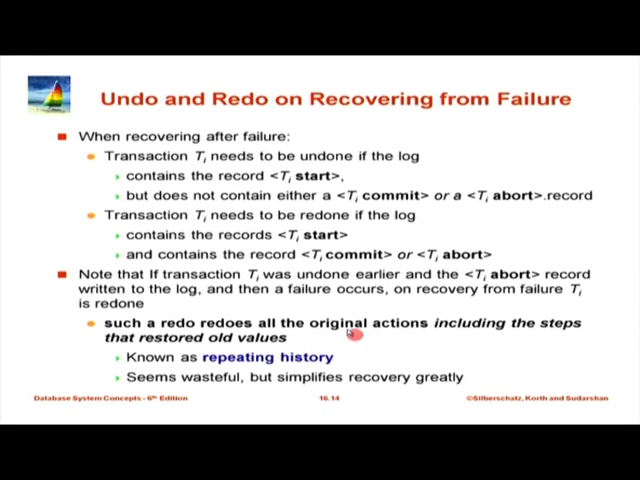 Undo and Redo on Recovering from Failure
When recovering after failure:
Transaction Ti needs to be undone if the log
contains the record <Ti start>,
but does not contain either a <Ti commit> or a <Ti abort>.record
Transaction Ti needs to be redone if the log
contains the records <Ti start>
and contains the record <Ti commit> or <Ti abort>
Note that If transaction Ti was undone earlier and the <Ti abort> record
written to the log, and then a failure occurs, on recovery from failure Ti
is redone
such a redo redoes all the original actions including the steps
that restored old values
Known as repeating history
Seems wasteful, but simplifies recovery greatly
Database System Concepts - 6th Edition
16.14
©Silberschatz, Korth and Sudarshan